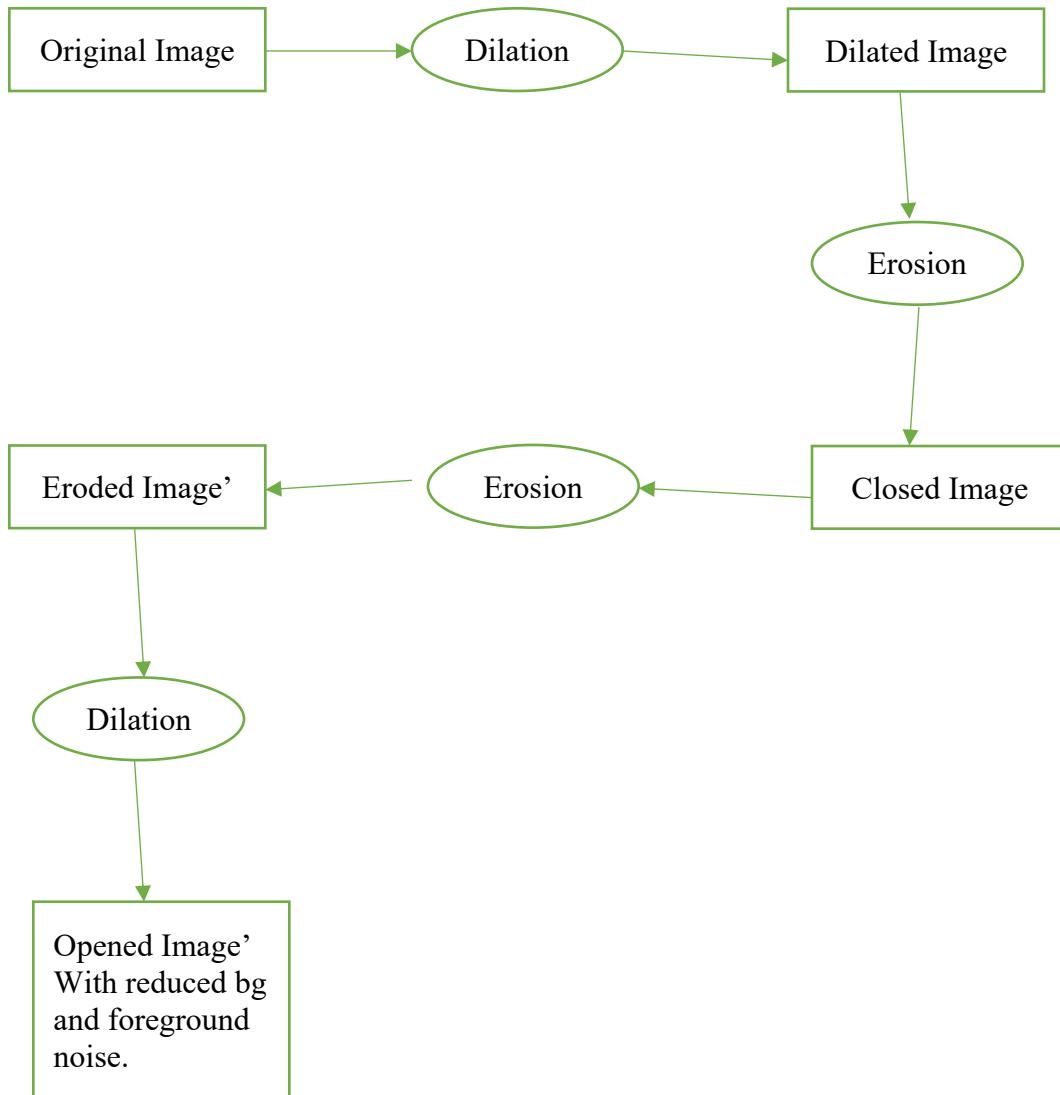 Original Image
Dilation
Dilated Image
Erosion
Closed Image
Erosion
Eroded Image’
Dilation
Opened Image’
With reduced bg
and foreground
noise.